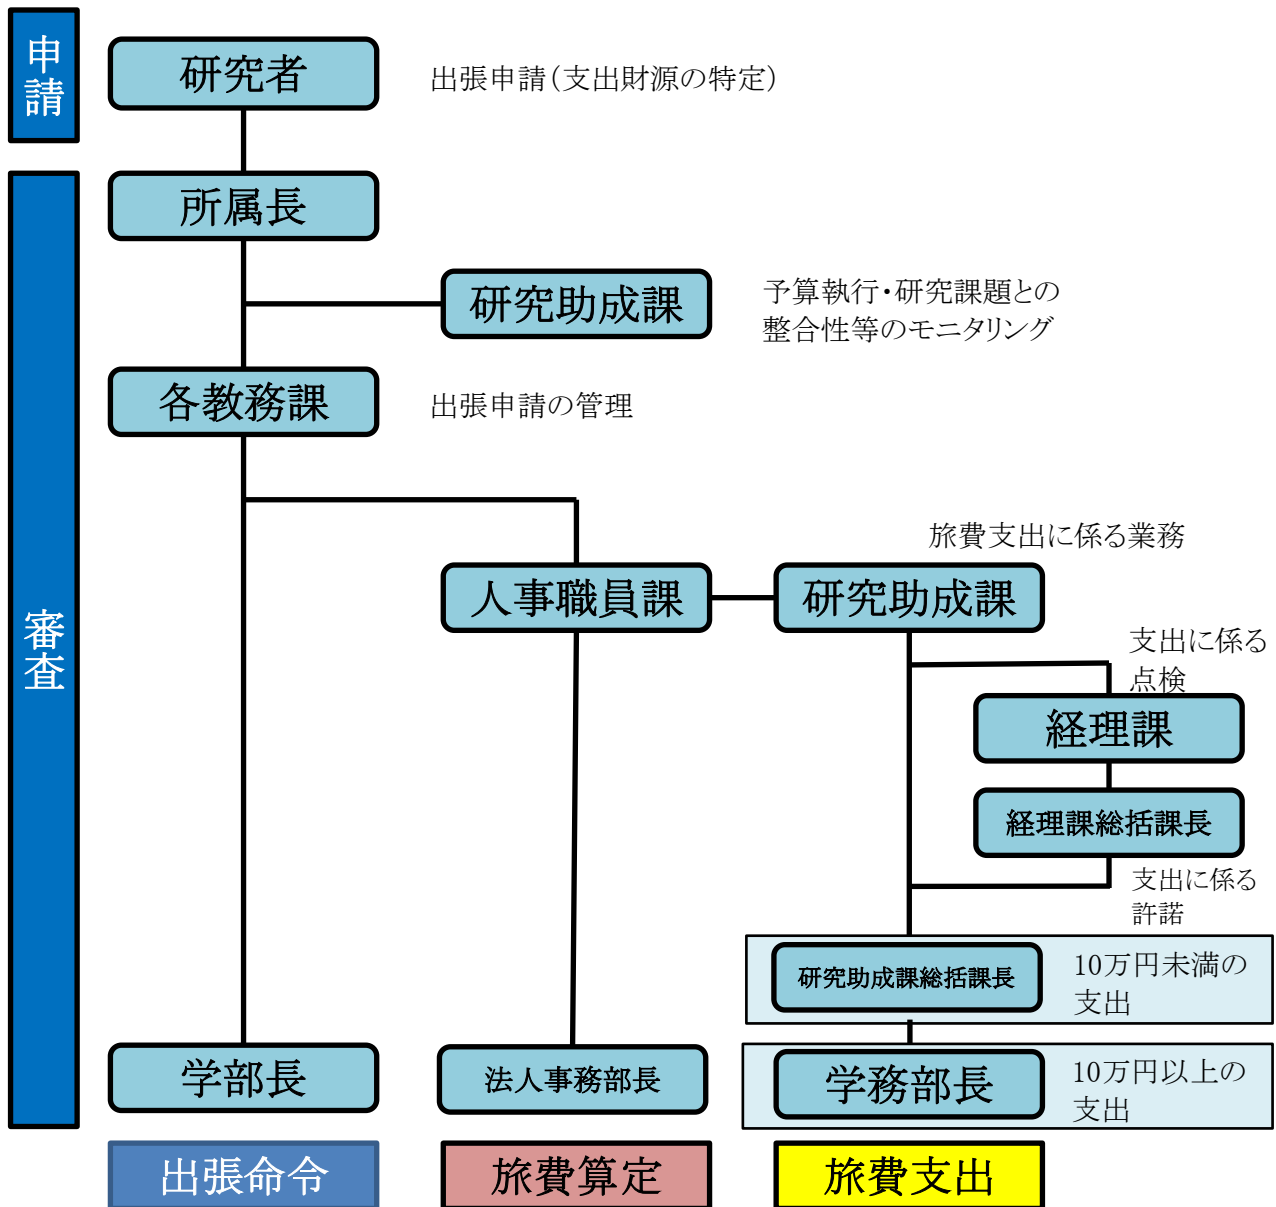 申請
研究者
出張申請（支出財源の特定）
審査
所属長
研究助成課
予算執行・研究課題との
整合性等のモニタリング
各教務課
出張申請の管理
旅費支出に係る業務
人事職員課
研究助成課
支出に係る
点検
経理課
経理課総括課長
支出に係る
許諾
研究助成課総括課長
10万円未満の
支出
学部長
法人事務部長
学務部長
10万円以上の
支出
出張命令
旅費算定
旅費支出